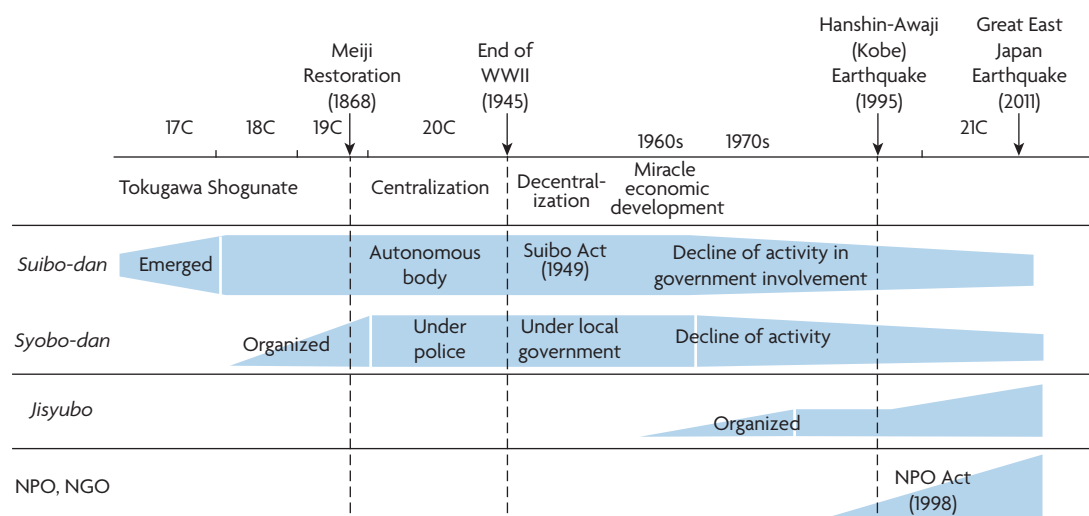 Hanshin-Awaji
(Kobe)
Earthquake
(1995)
Great East
Japan
Earthquake
(2011)
Meiji
Restoration
(1868)
End of
WWII
(1945)
17C
18C
19C
20C
1960s
1970s
21C
Tokugawa Shogunate
Centralization
Decentral-
ization
Miracle
economic
development
Suibo-dan
Emerged
Autonomous
body
Suibo Act
(1949)
Decline of activity in
government involvement
Syobo-dan
Organized
Under
police
Under local
government
Decline of activity
Jisyubo
Organized
NPO, NGO
NPO Act
(1998)